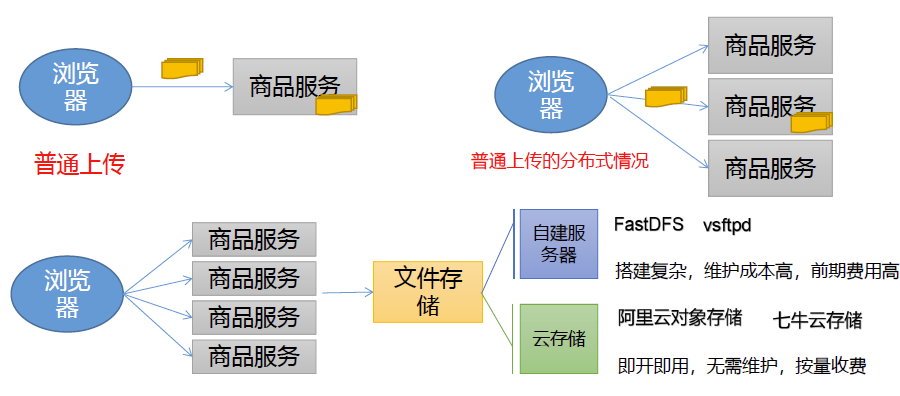 浏览
器
商品服务
普通上传
浏览
器
商品服务
商品服务
商品服务
普通上传的分布式情况
浏览
器
商品服务
商品服务
商品服务
商品服务
文件存
储
自建服
务器
FastDFS vsftpd
搭建复杂，维护成本高，前期费用高
云存储
阿里云对象存储 七牛云存储
即开即用，无需维护，按量收费